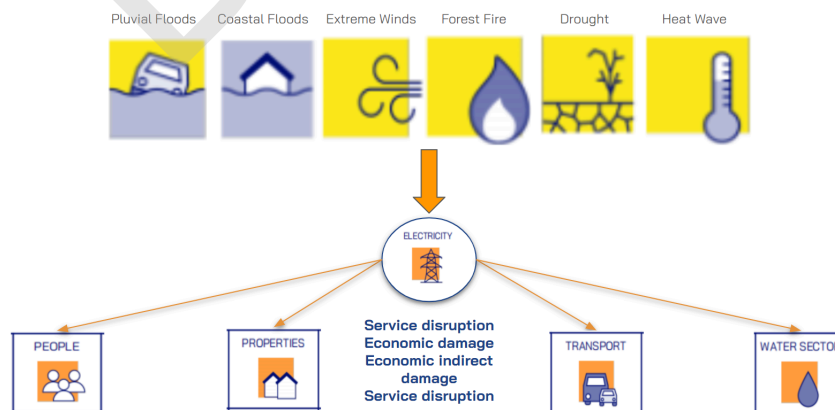 Pluvial Floods Coastal Floods Extreme Winds Forest Fire Drought Heat Wave
ELECTRICITY
PEOPLE
PROPERTIES
Service disruption
Economic damage
Economic indirect
damage
Service disruption
TRANSPORT
WATER SECTOR